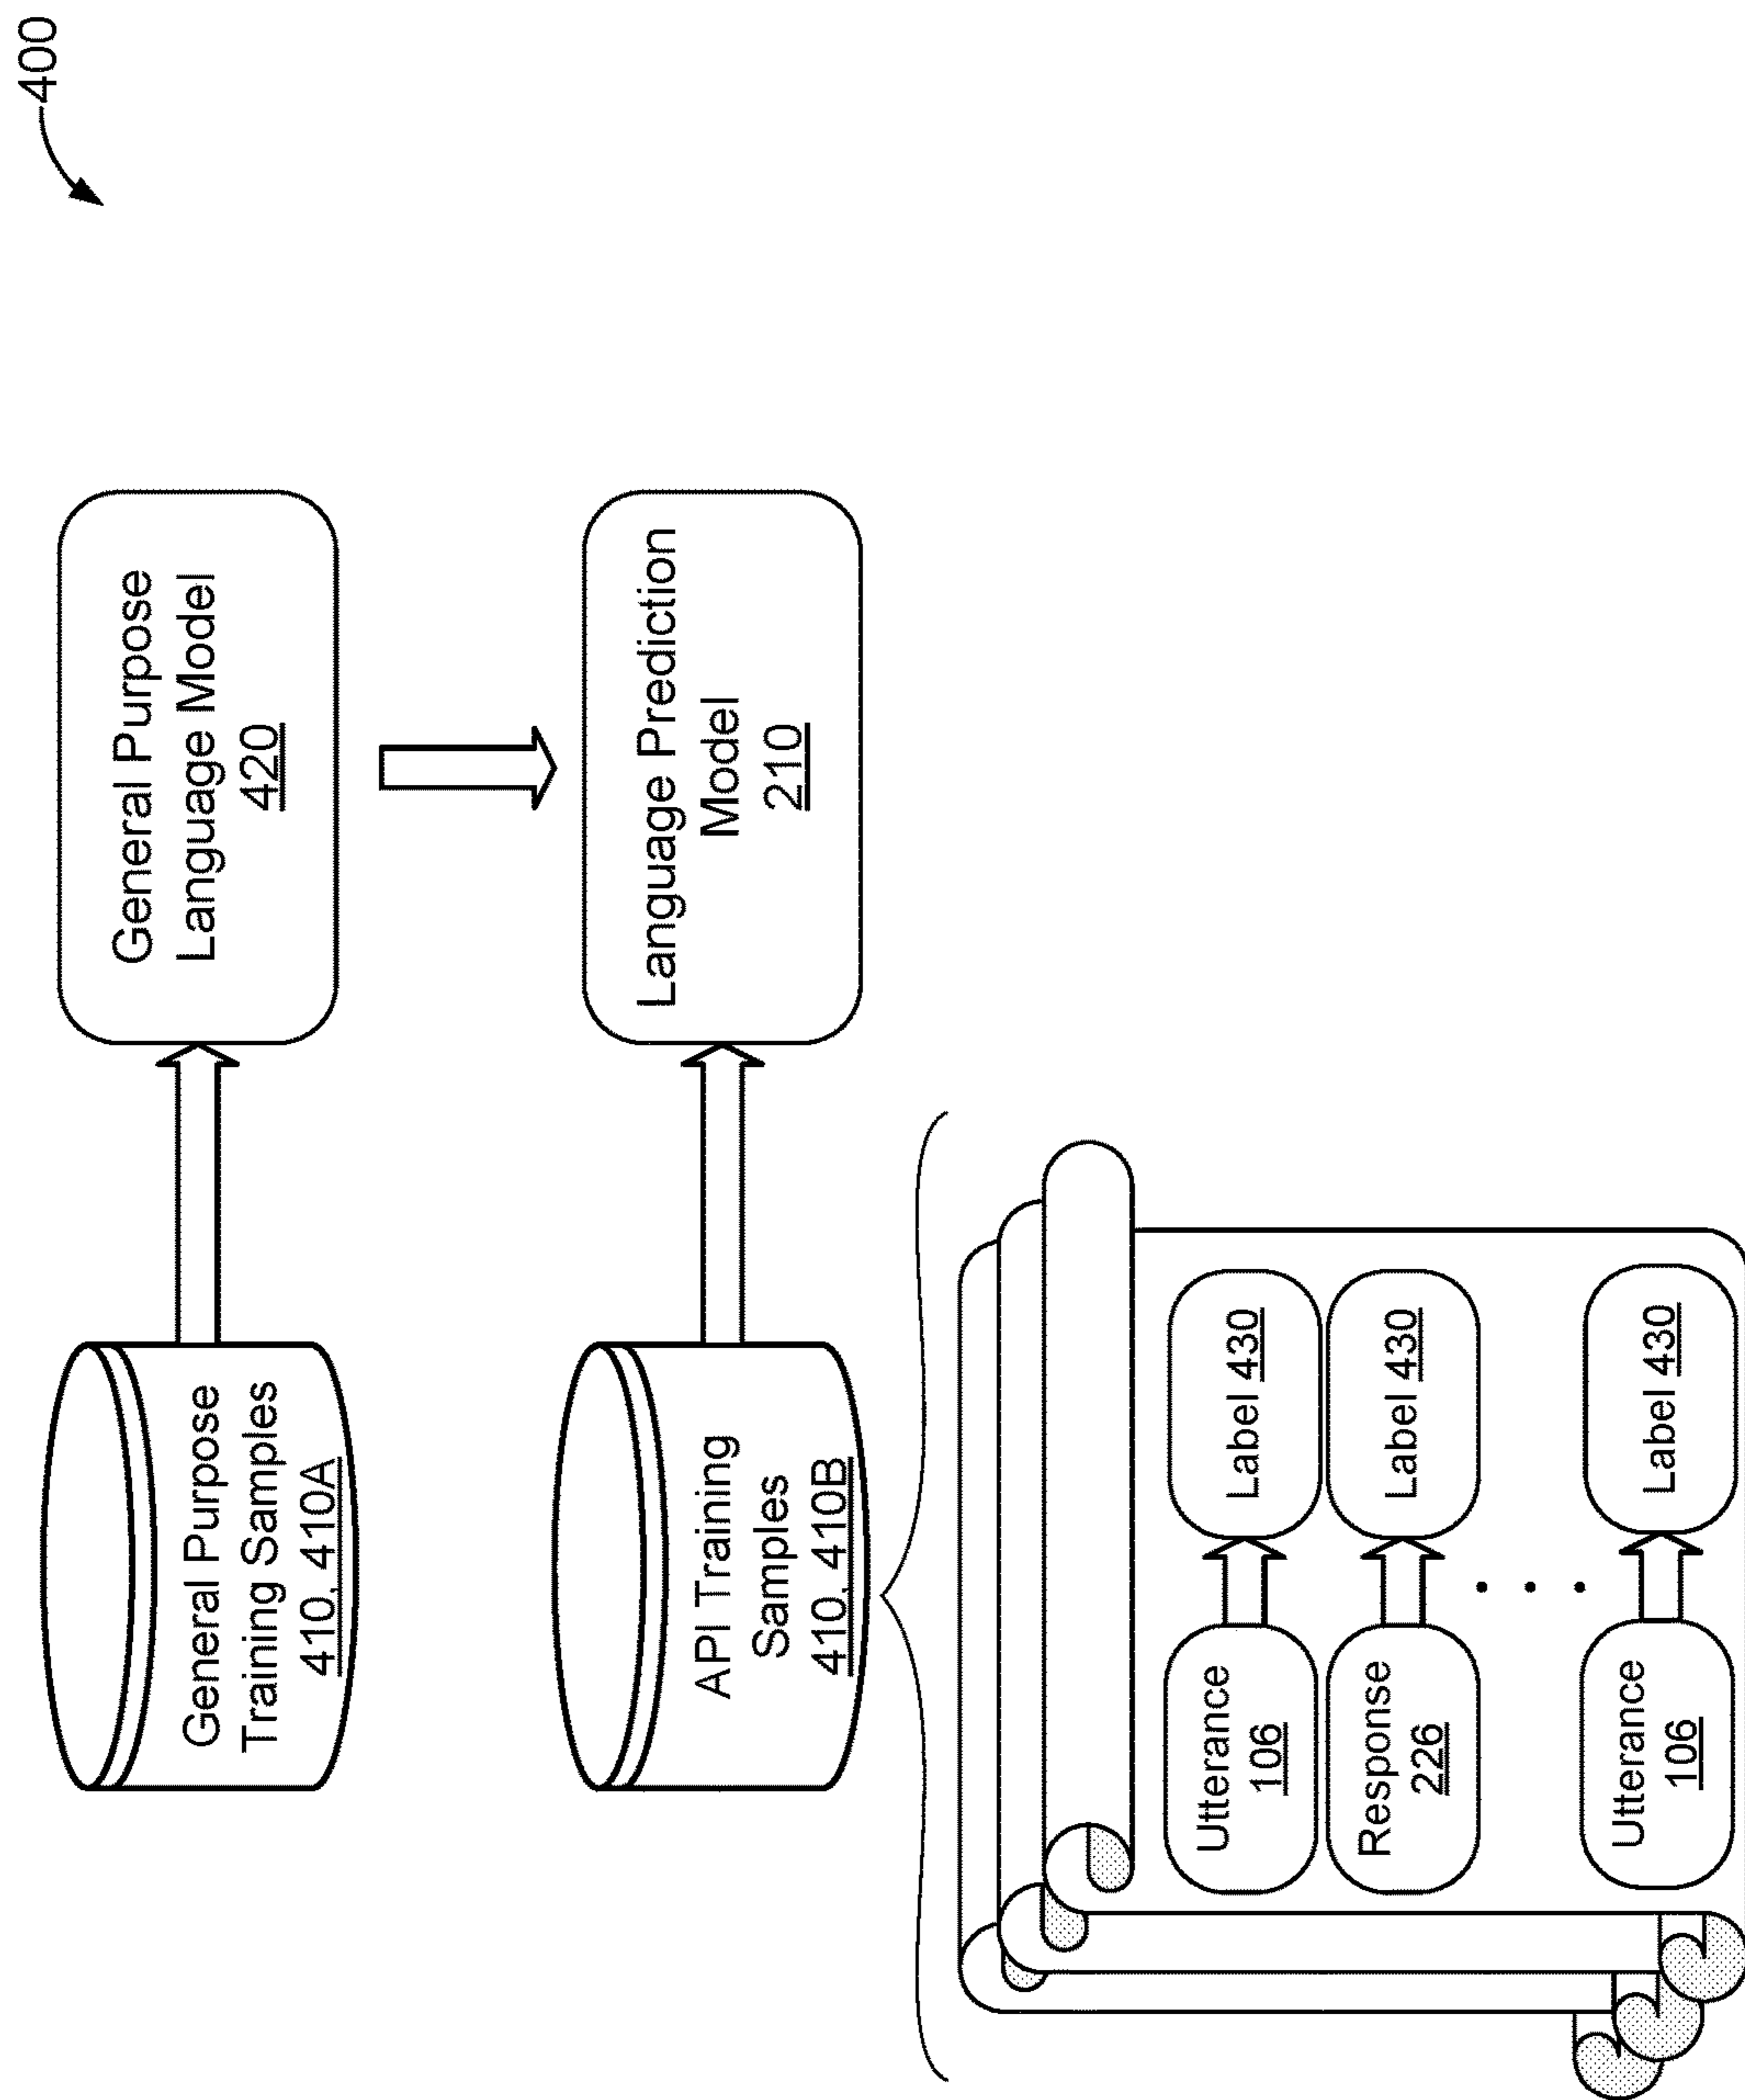 400
General Purpose
Training Samples
410, 410A
General Purpose
Language Model
420
API Training
Samples
410, 410B
Language Prediction
Model
210
Utterance
106
Label 430
Response
226
Label 430
. . .
Utterance
106
Label 430